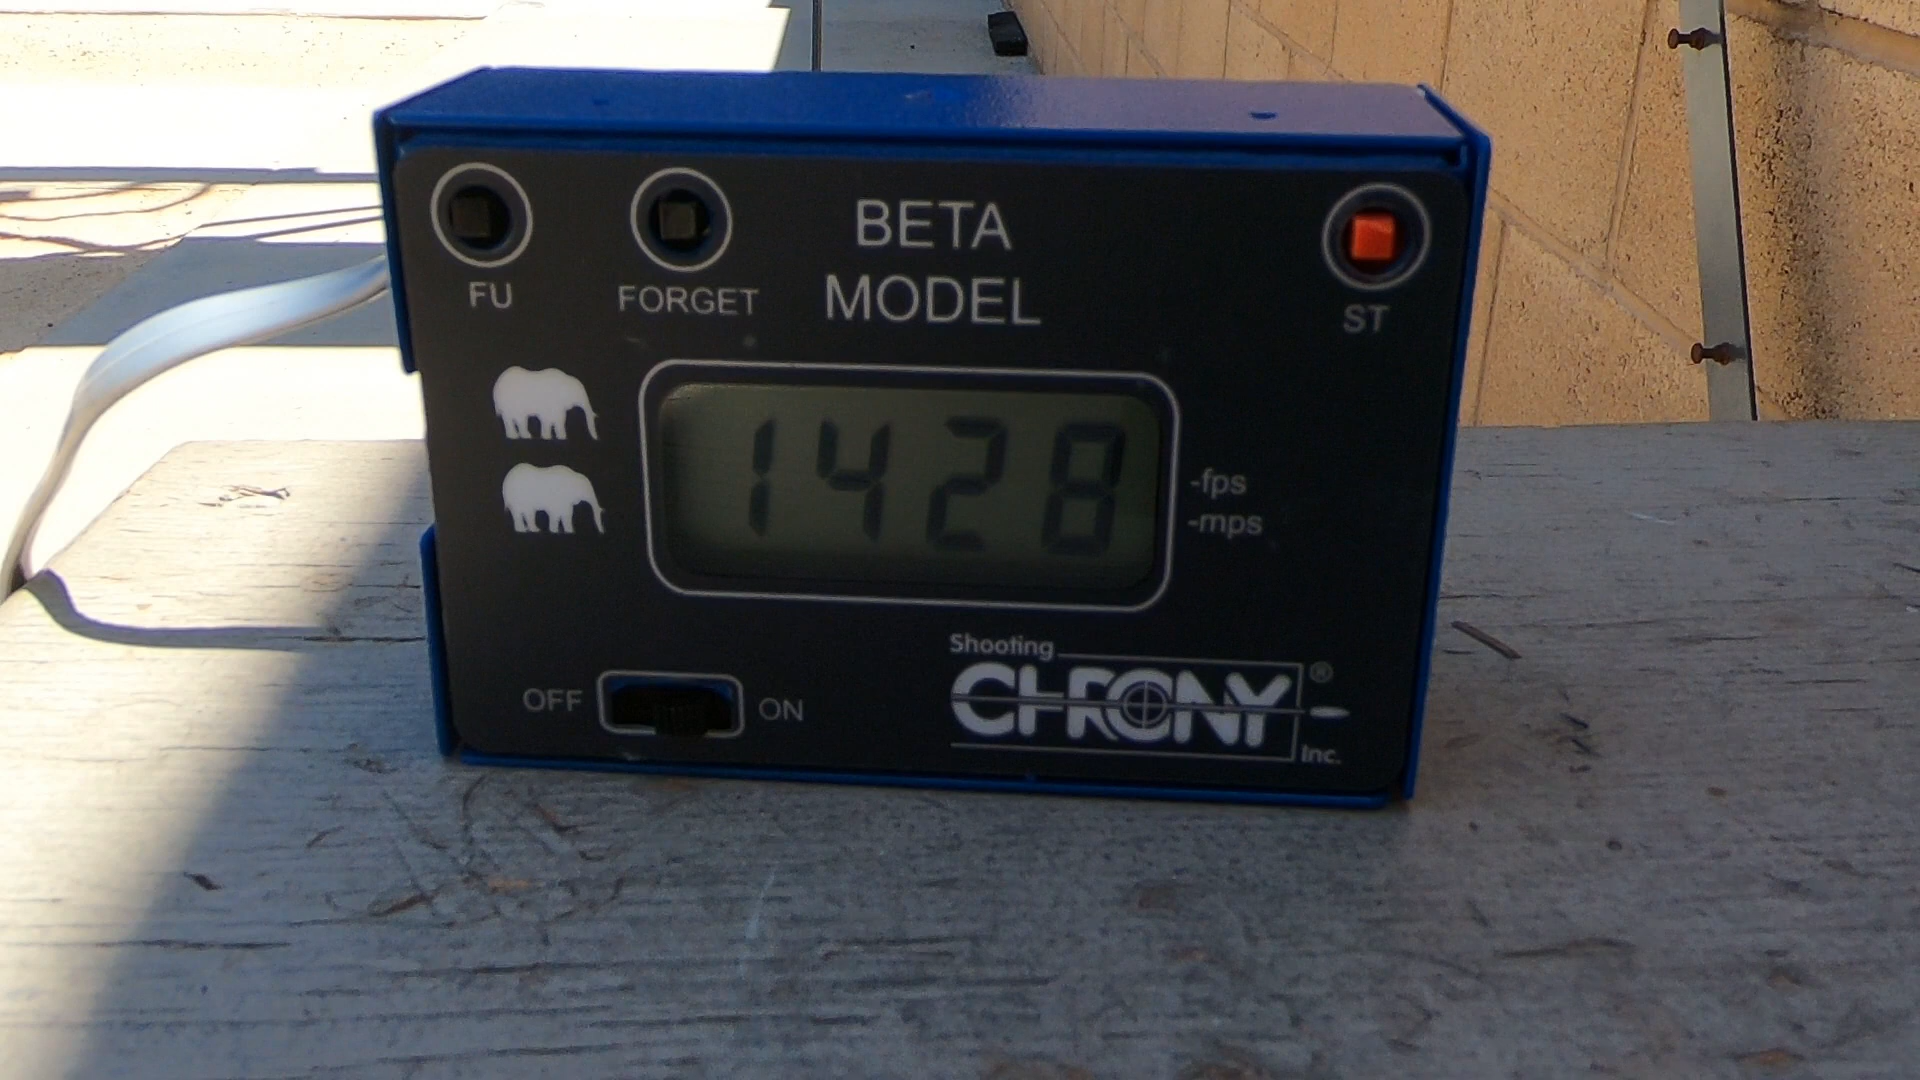 BETA
MODEL
FU
FORGET
ST
1428
-fps
-mps
OFF
ON
Shooting
CHRONY®
Inc.